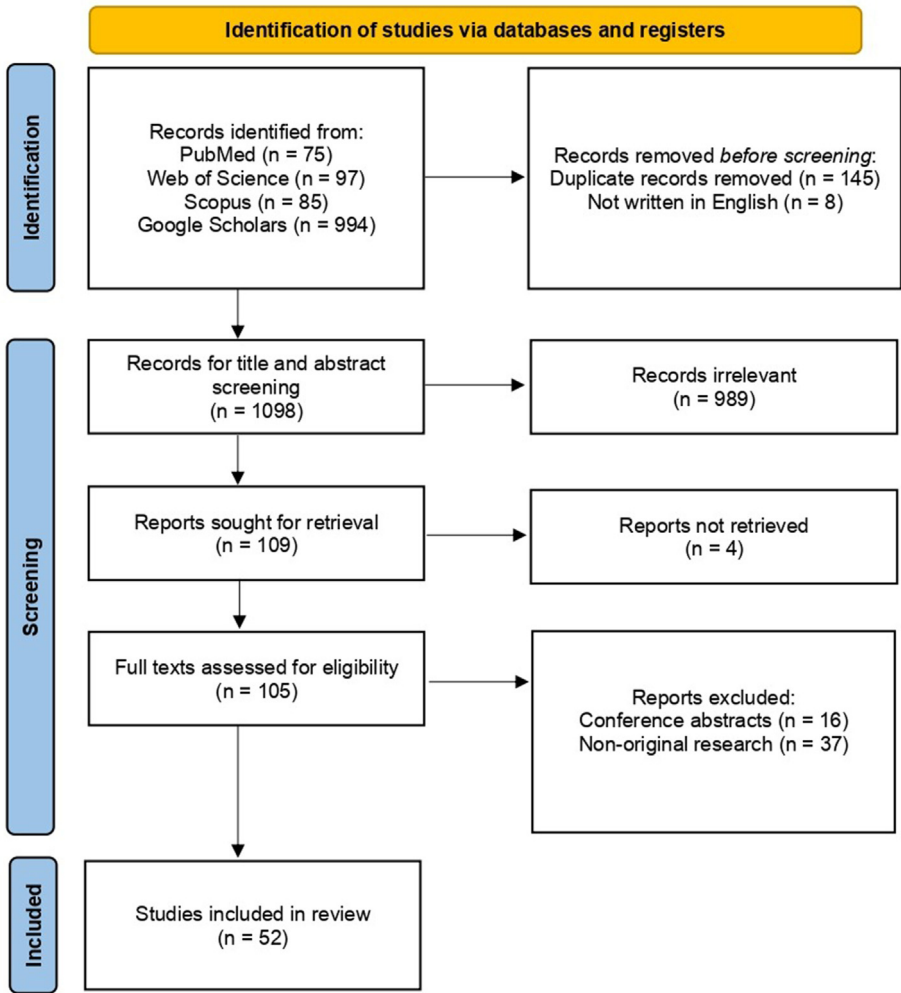 Identification of studies via databases and registers
Identification
Records identified from:
PubMed (n = 75)
Web of Science (n = 97)
Scopus (n = 85)
Google Scholars (n = 994)
Records removed before screening:
Duplicate records removed (n = 145)
Not written in English (n = 8)
Screening
Records for title and abstract
screening
(n = 1098)
Records irrelevant
(n = 989)
Reports sought for retrieval
(n = 109)
Reports not retrieved
(n = 4)
Full texts assessed for eligibility
(n = 105)
Reports excluded:
Conference abstracts (n = 16)
Non-original research (n = 37)
Included
Studies included in review
(n = 52)